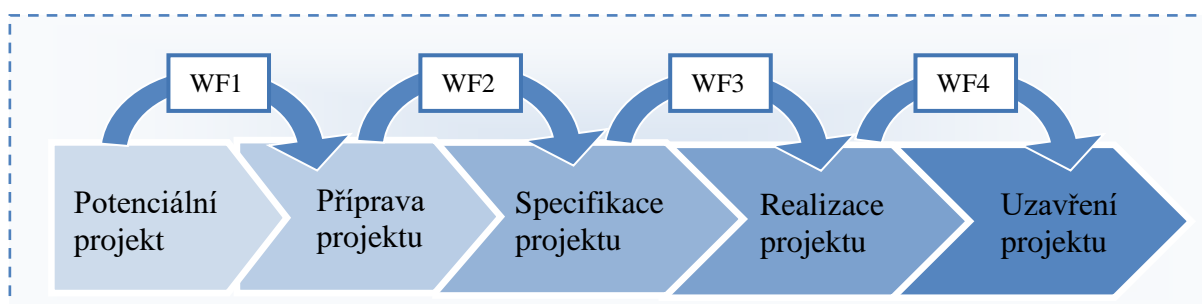 WF1
WF2
WF3
WF4
Potenciální
projekt
Příprava
projektu
Specifikace
projektu
Realizace
projektu
Uzavření
projektu